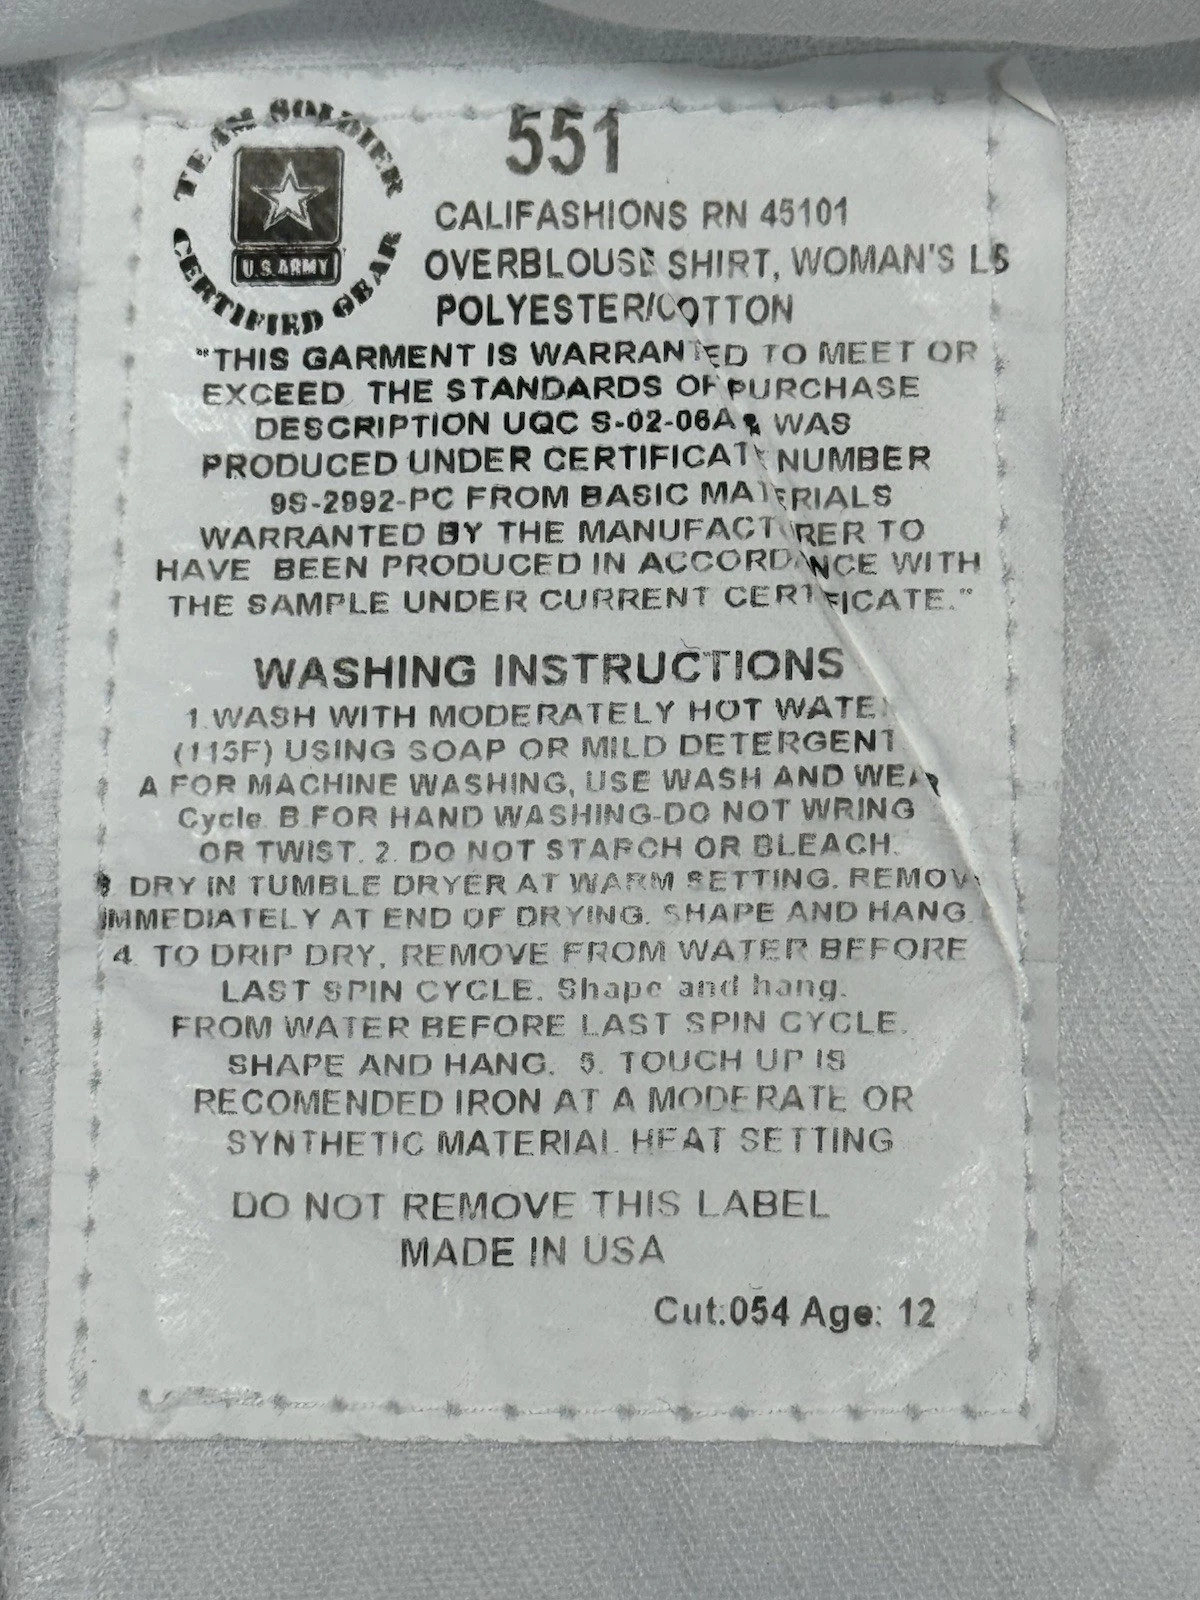 TEAM SOLDIER
U.S.ARMY
CERTIFIED GEAR
551
CALIFASHIONS RN 45101
OVERBLOUSE SHIRT, WOMAN'S LS
POLYESTER/COTTON
"THIS GARMENT IS WARRANTED TO MEET OR
EXCEED THE STANDARDS OF PURCHASE
DESCRIPTION UQC S-02-06A & WAS
PRODUCED UNDER CERTIFICATE NUMBER
9S-2992-PC FROM BASIC MATERIALS
WARRANTED BY THE MANUFACTURER TO
HAVE BEEN PRODUCED IN ACCORDANCE WITH
THE SAMPLE UNDER CURRENT CERTIFICATE."
WASHING INSTRUCTIONS
1.WASH WITH MODERATELY HOT WATER
(115F) USING SOAP OR MILD DETERGENT
A FOR MACHINE WASHING, USE WASH AND WEAR
Cycle. B.FOR HAND WASHING-DO NOT WRING
OR TWIST. 2. DO NOT STARCH OR BLEACH.
3 DRY IN TUMBLE DRYER AT WARM SETTING. REMOVE
IMMEDIATELY AT END OF DRYING. SHAPE AND HANG.
4. TO DRIP DRY, REMOVE FROM WATER BEFORE
LAST SPIN CYCLE. Shape and hang.
FROM WATER BEFORE LAST SPIN CYCLE.
SHAPE AND HANG. 5. TOUCH UP IS
RECOMENDED IRON AT A MODERATE OR
SYNTHETIC MATERIAL HEAT SETTING
DO NOT REMOVE THIS LABEL
MADE IN USA
Cut:054 Age: 12